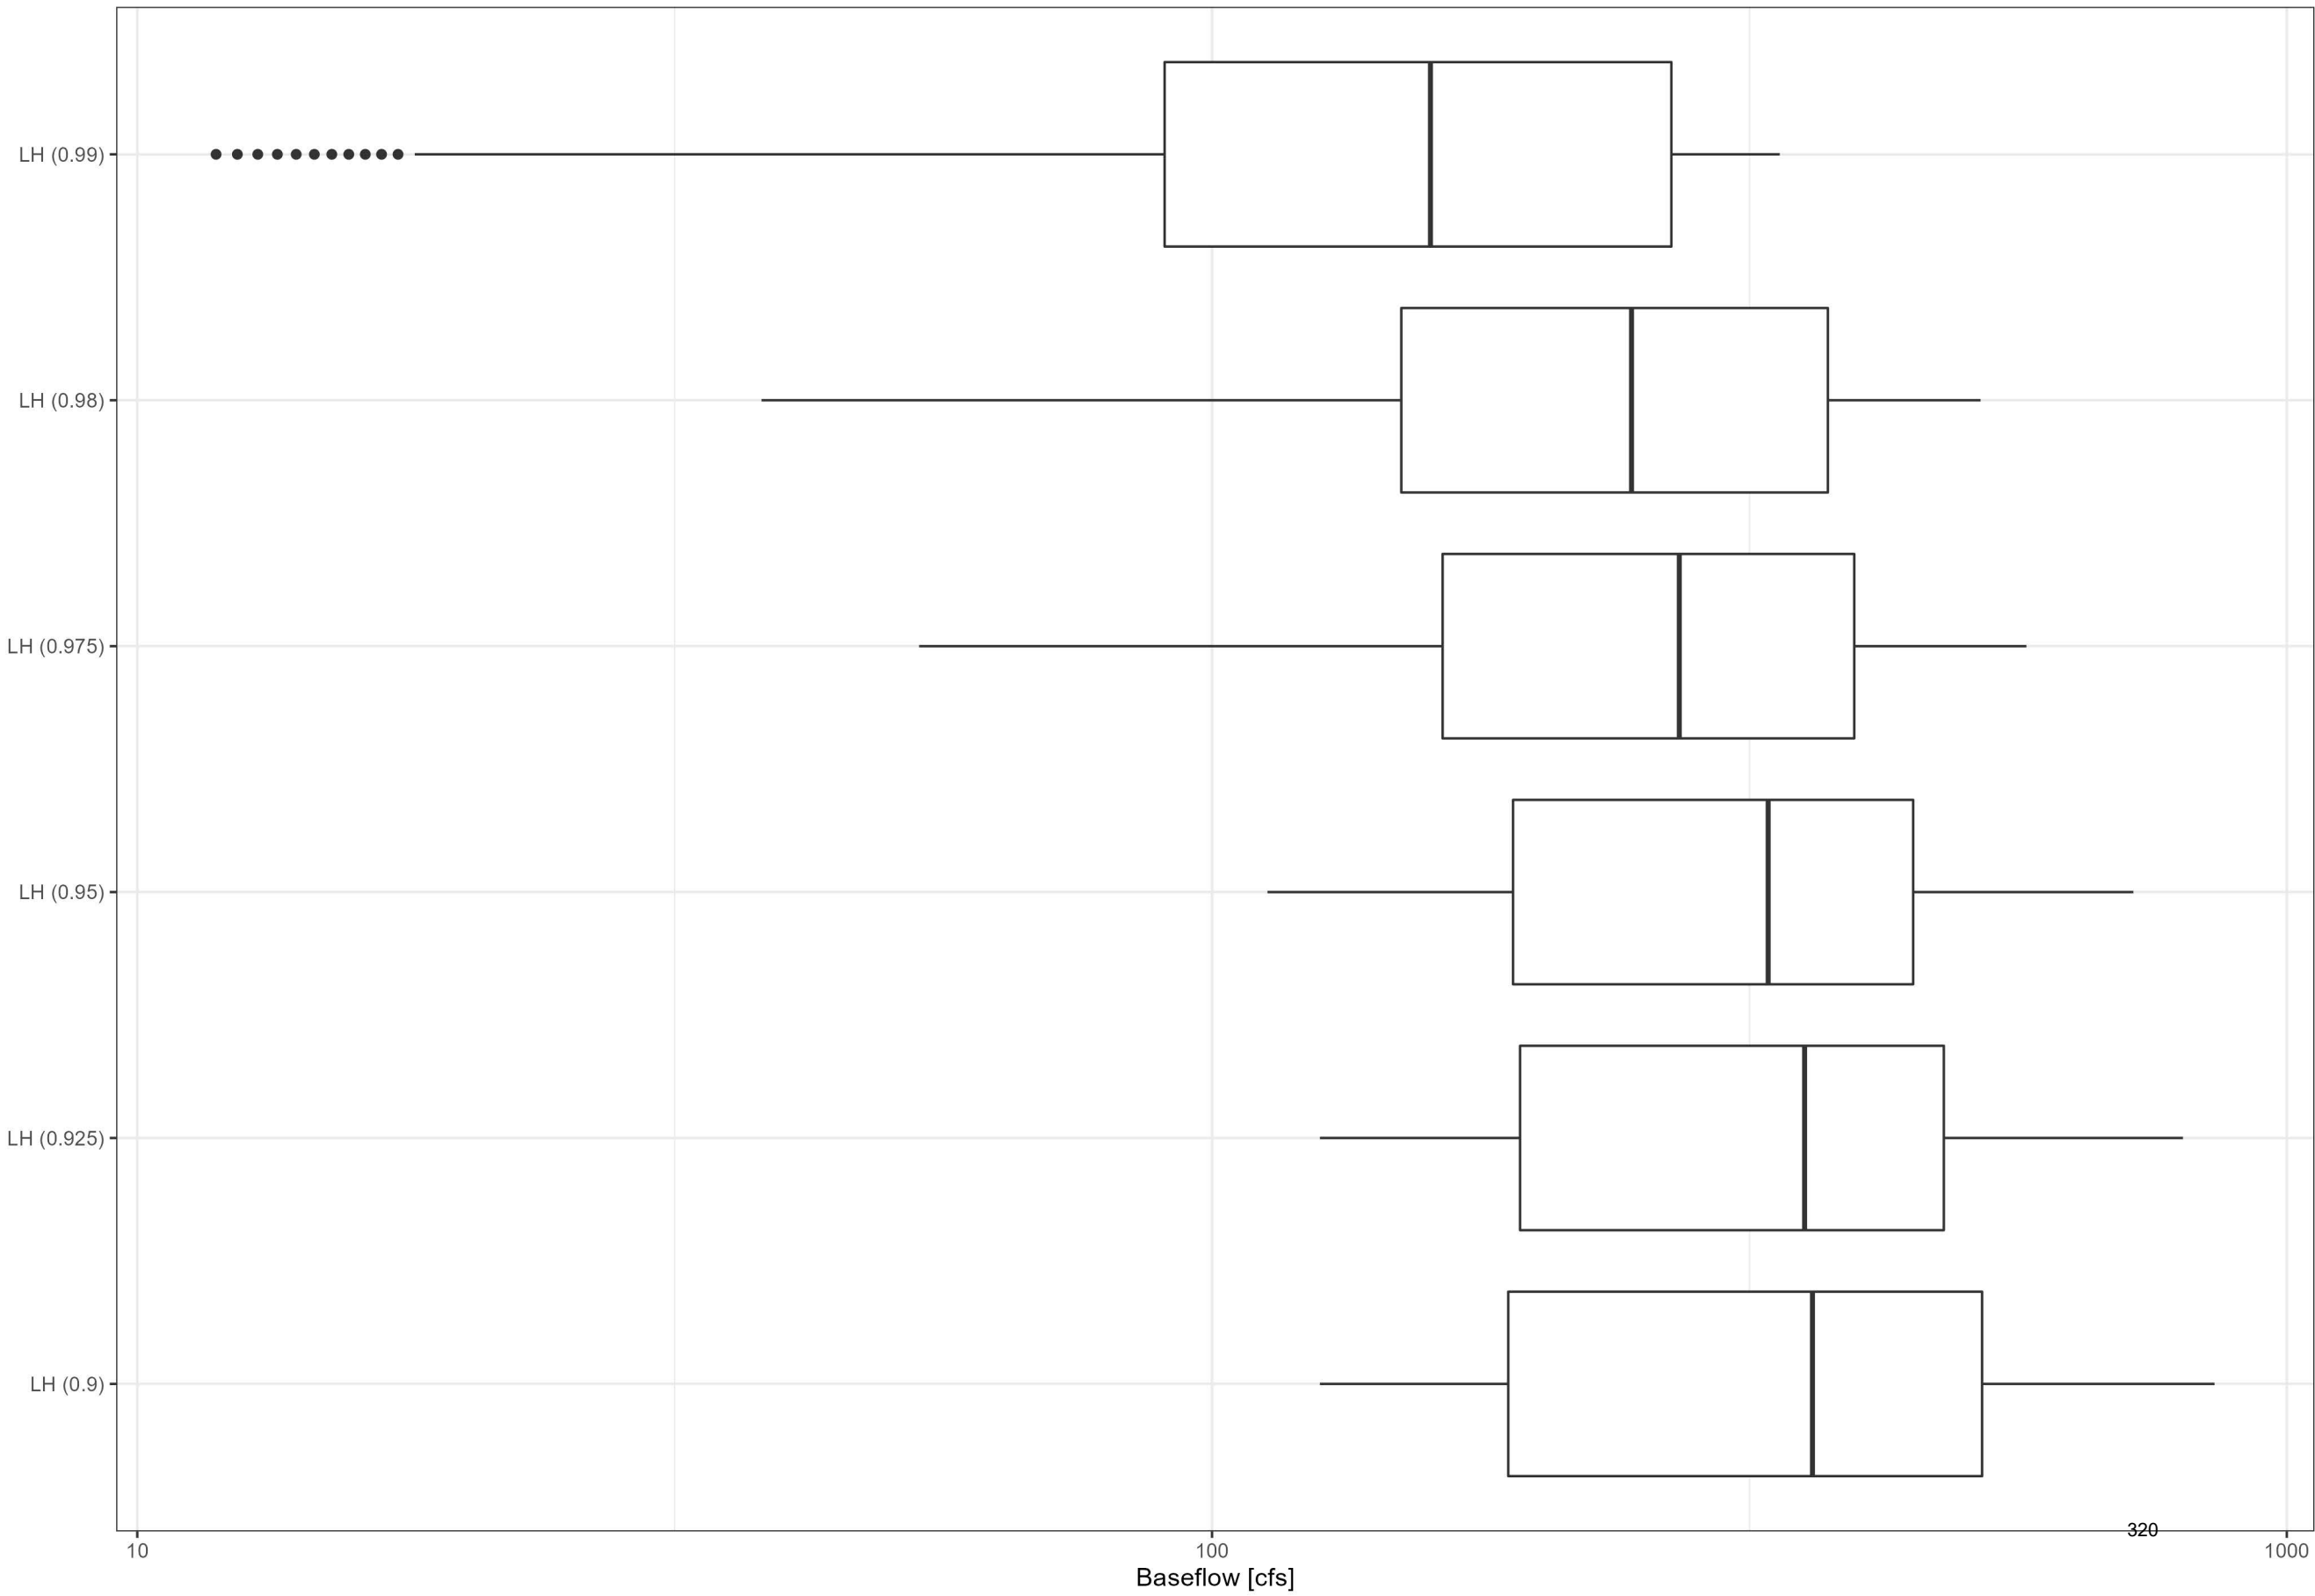 LH (0.99)
LH (0.98)
LH (0.975)
LH (0.95)
LH (0.925)
LH (0.9)
320
10 100 1000
Baseflow [cfs]